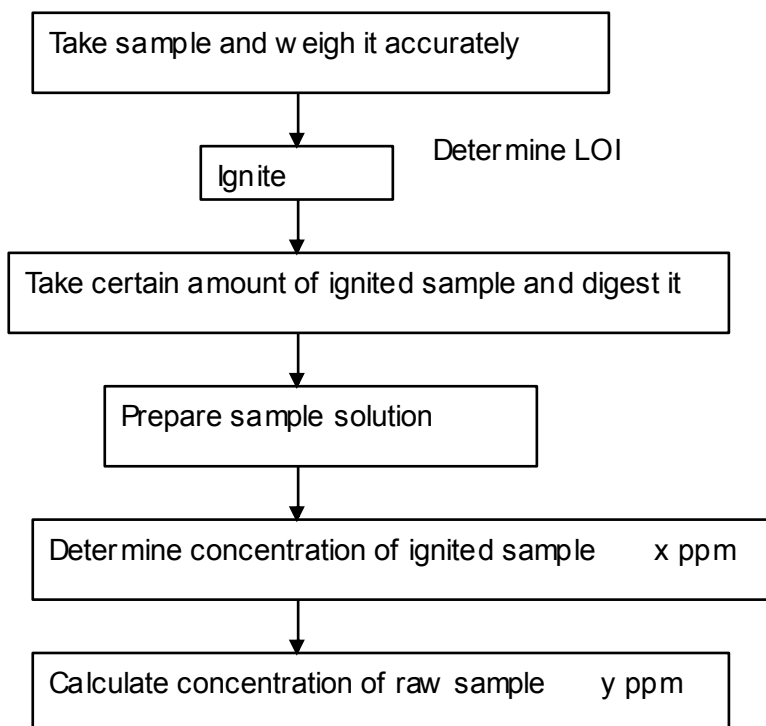 Take sample and weigh it accurately
Ignite
Determine LOI
Take certain amount of ignited sample and digest it
Prepare sample solution
Determine concentration of ignited sample x ppm
Calculate concentration of raw sample y ppm